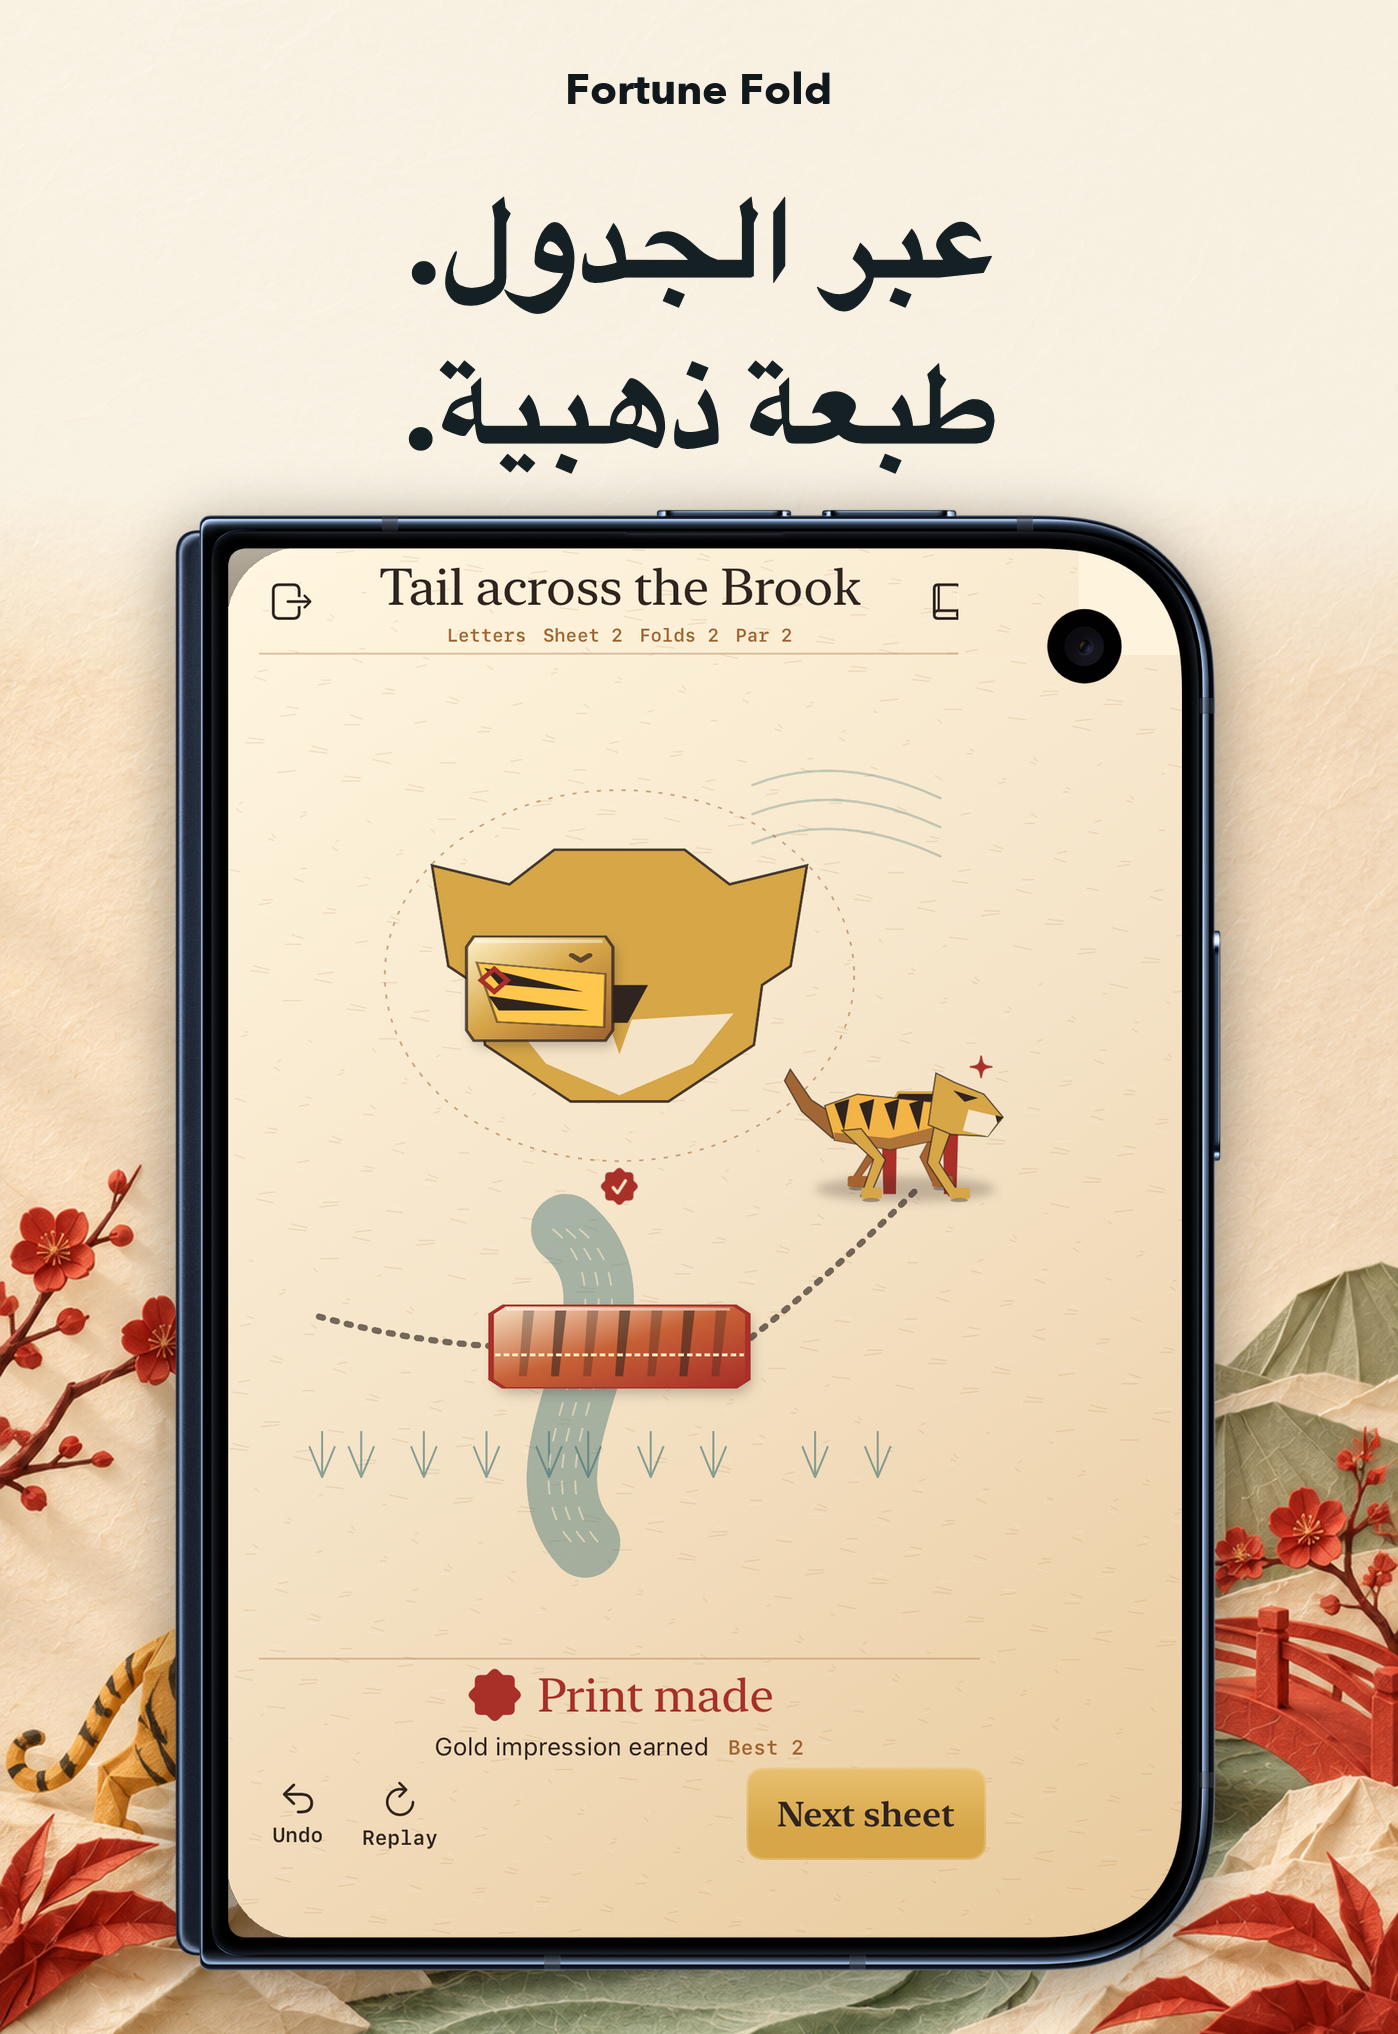 Fortune Fold
عبر الجدول.
طبعة ذهبية.
Tail across the Brook
Letters Sheet 2 Folds 2 Par 2
Print made
Gold impression earned Best 2
Undo Replay Next sheet